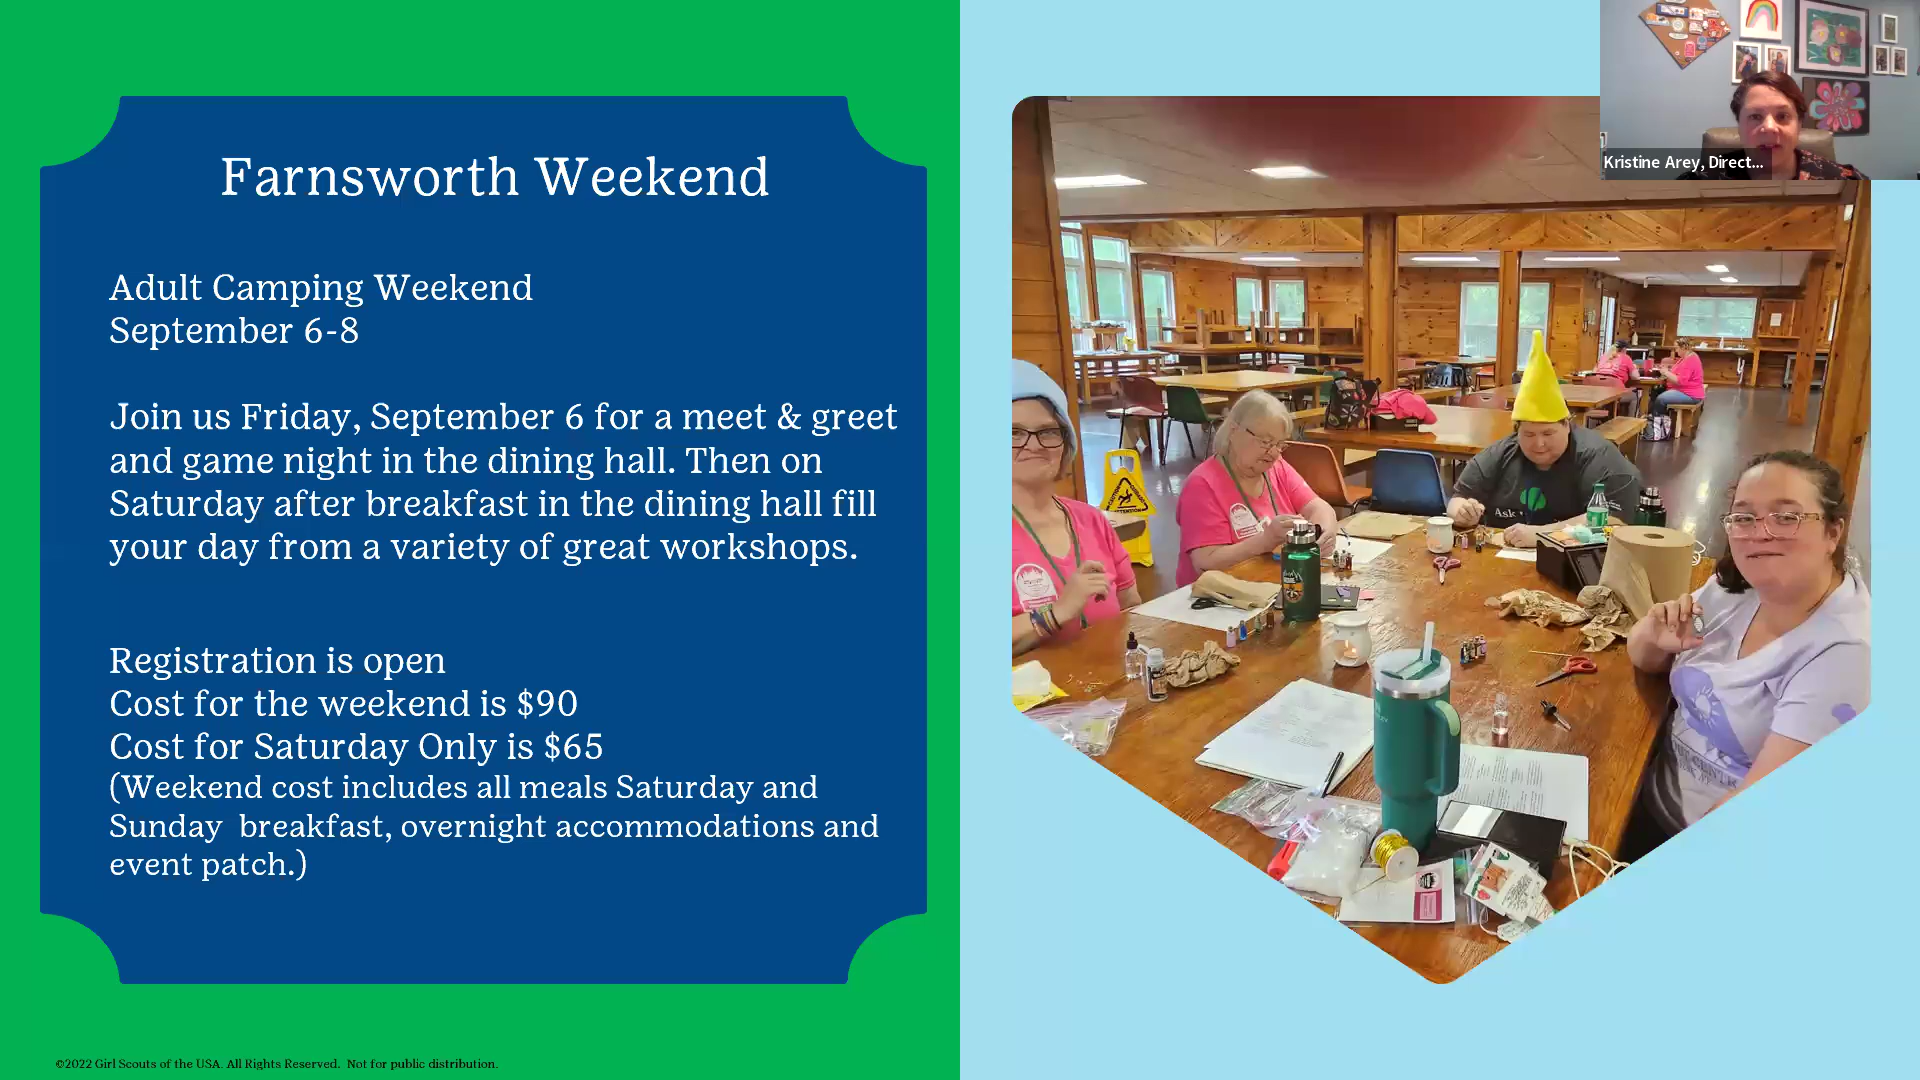 Farnsworth Weekend
Adult Camping Weekend
September 6-8
Join us Friday, September 6 for a meet & greet
and game night in the dining hall. Then on
Saturday after breakfast in the dining hall fill
your day from a variety of great workshops.
Registration is open
Cost for the weekend is $90
Cost for Saturday Only is $65
(Weekend cost includes all meals Saturday and
Sunday  breakfast, overnight accommodations and
event patch.)
©2022 Girl Scouts of the USA. All Rights Reserved.  Not for public distribution.
Kristine Arey, Direct...
Ask